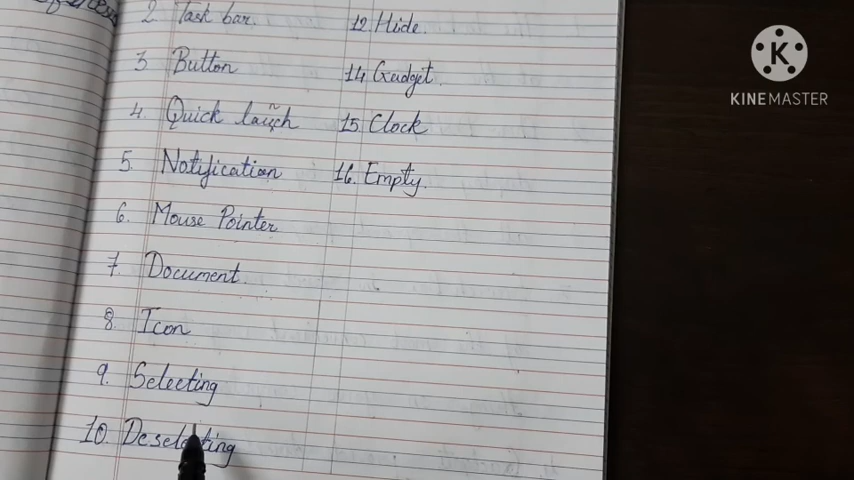 2 Task bar.
3 Button
4. Quick lauñch
5. Notification
6. Mouse Pointer
7. Document
8. Icon
9. Selecting
10. Deselecting
12. Hide.
14. Gadget.
15. Clock
16. Empty.
KINEMASTER